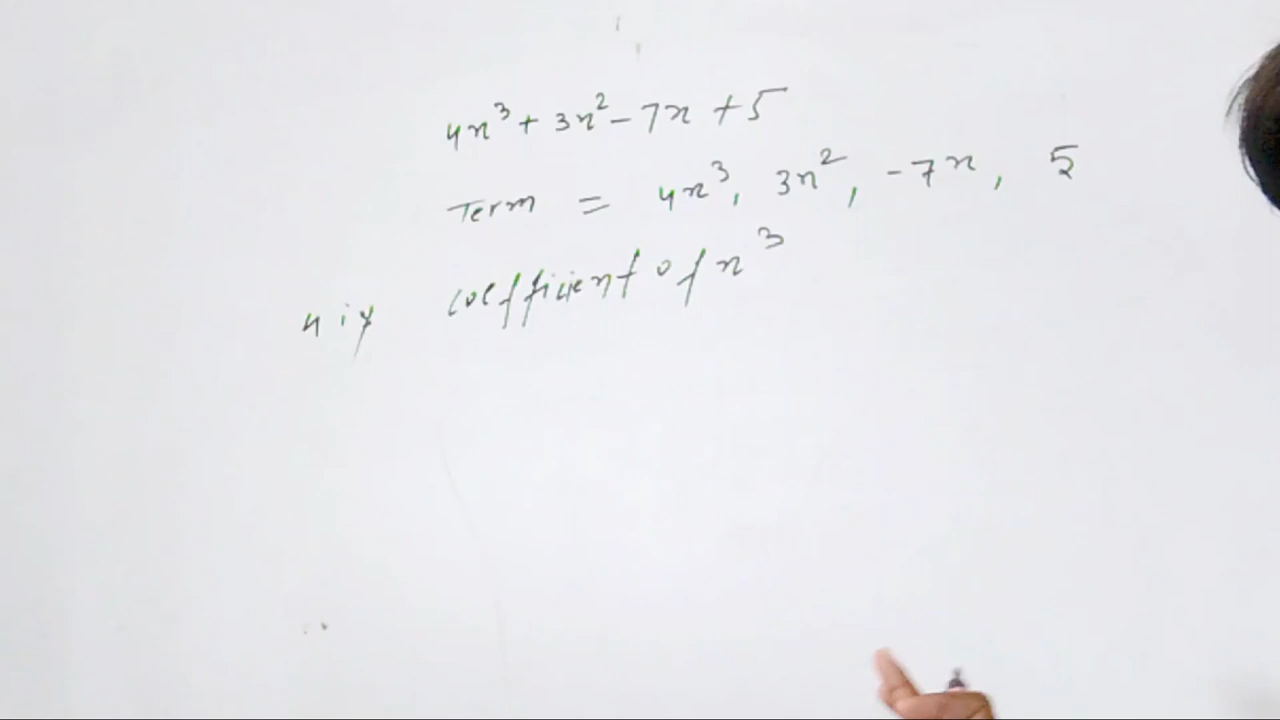 4x³ + 3x² - 7x + 5
Term = 4x³, 3x², -7x, 5
4 is coefficient of x³